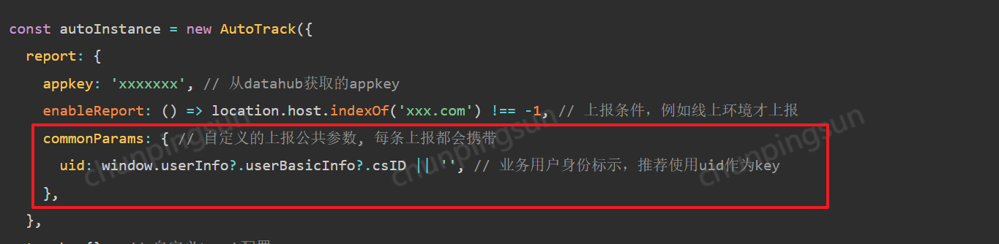 const autoInstance = new AutoTrack({
report: {
appkey: 'xxxxxxx', // 从datahub获取的appkey
enableReport: () => location.host.indexOf('xxx.com') !== -1, // 上报条件，例如线上环境才上报
commonParams: { // 自定义的上报公共参数, 每条上报都会携带
uid: window.userInfo?.userBasicInfo?.csID || '', // 业务用户身份标示，推荐使用uid作为key
},
},
chunpingsun
chunpingsun
chunpingsun